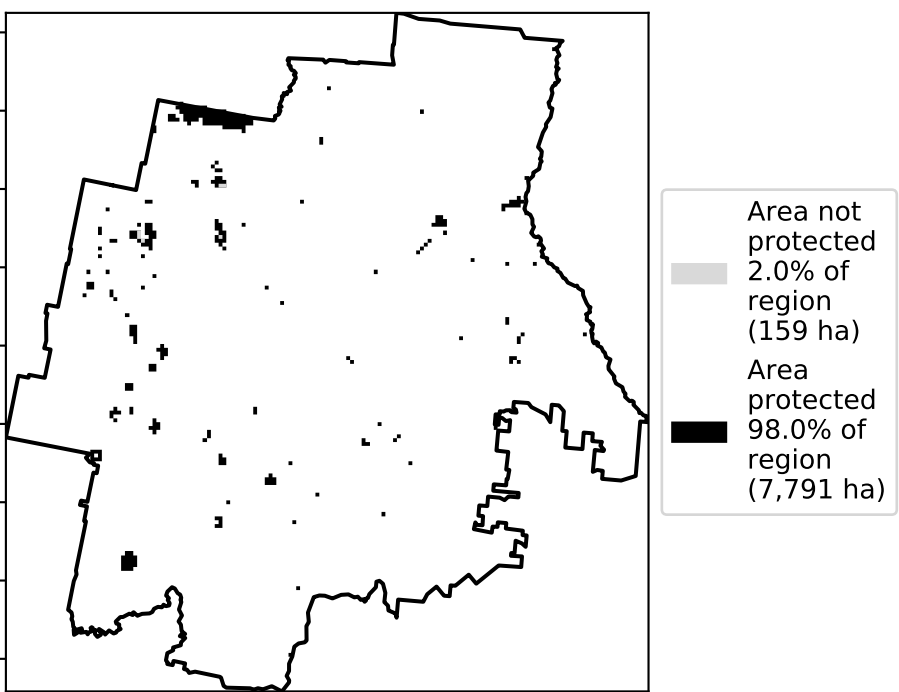 Area not
protected
2.0% of
region
(159 ha)
Area
protected
98.0% of
region
(7,791 ha)